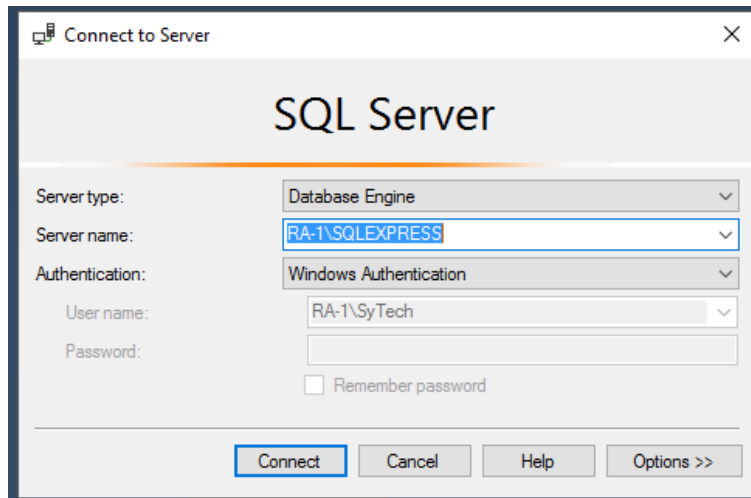 Connect to Server
SQL Server
Server type: Database Engine
Server name: RA-1\SQLEXPRESS
Authentication: Windows Authentication
User name: RA-1\SyTech
Password:
Remember password
Connect Cancel Help Options >>